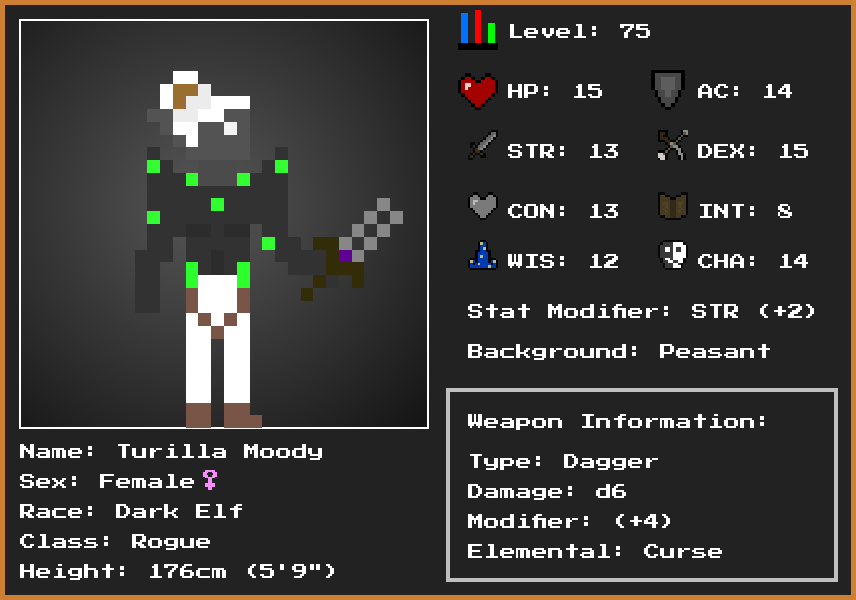 Level: 75
HP: 15
AC: 14
STR: 13
DEX: 15
CON: 13
INT: 8
WIS: 12
CHA: 14
Stat Modifier: STR (+2)
Background: Peasant
Weapon Information:
Type: Dagger
Damage: d6
Modifier: (+4)
Elemental: Curse
Name: Turilla Moody
Sex: Female♀
Race: Dark Elf
Class: Rogue
Height: 176cm (5'9")